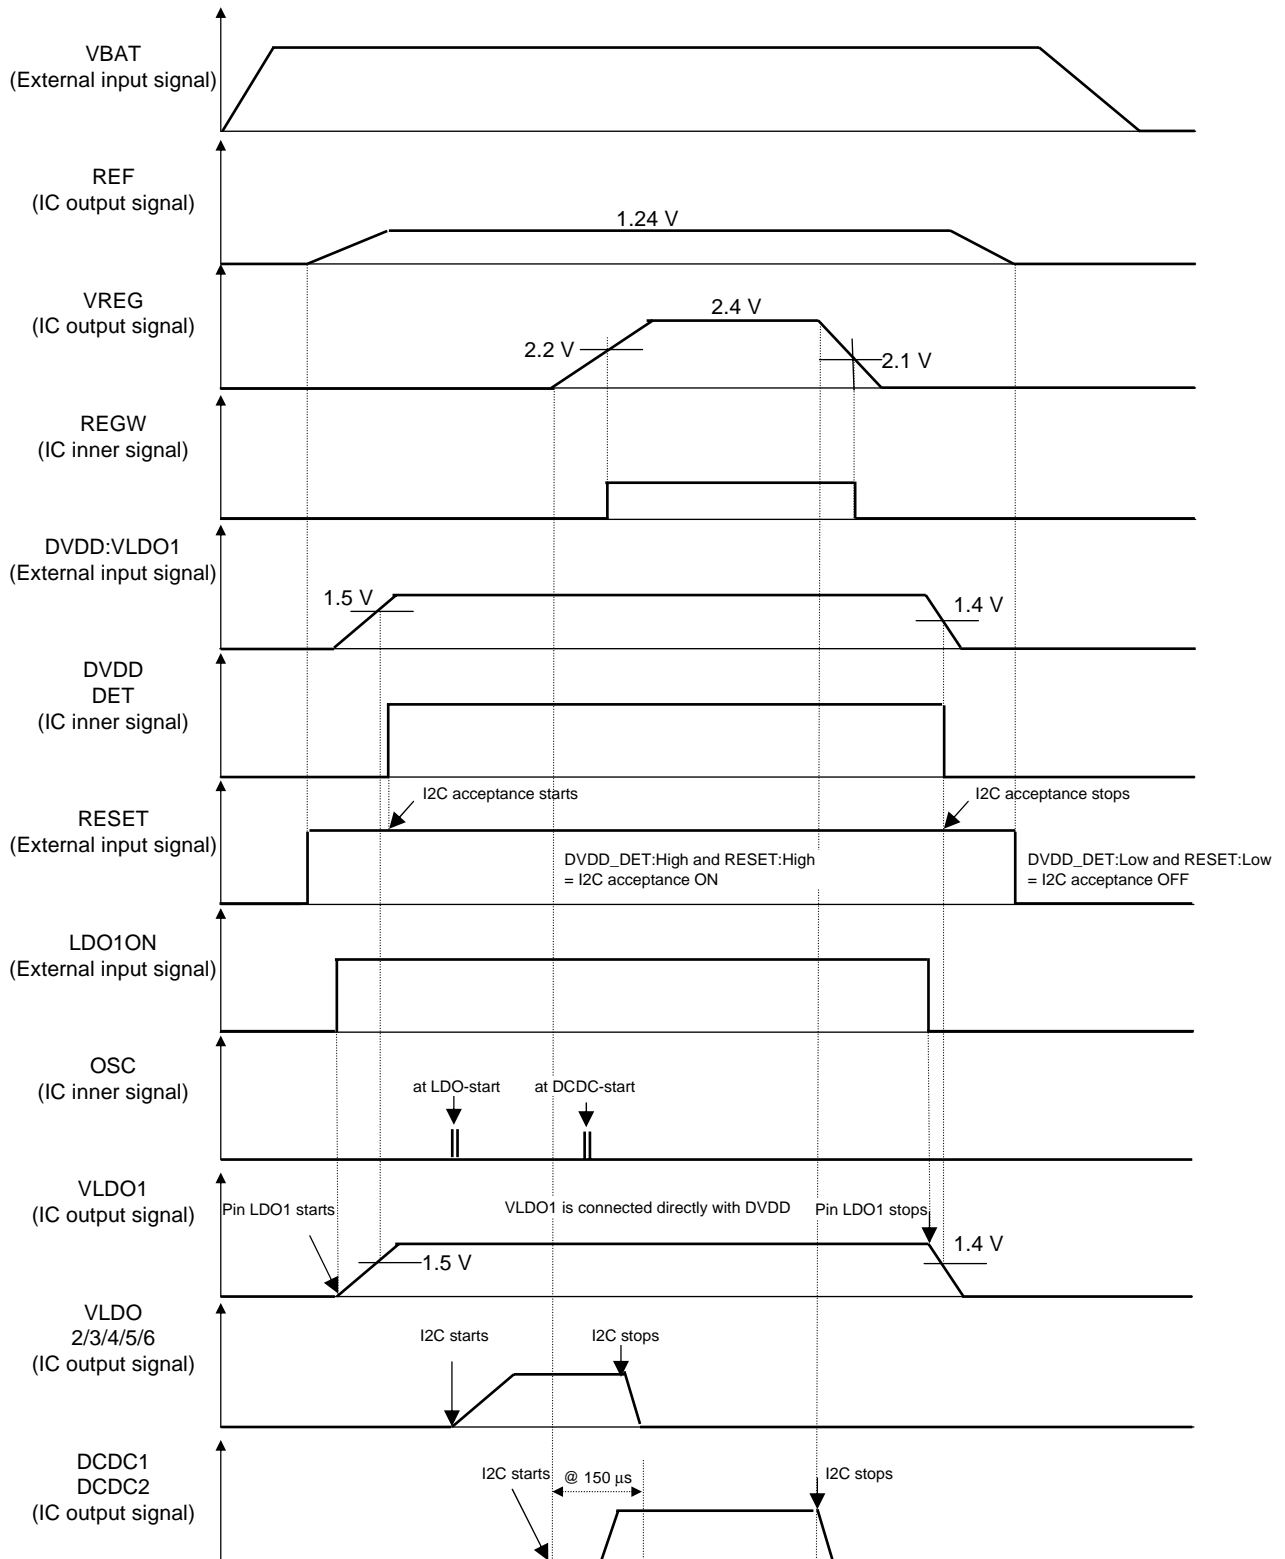 VBAT
(External input signal)
REF
(IC output signal)
1.24 V
VREG
(IC output signal)
2.4 V
2.2 V
2.1 V
REGW
(IC inner signal)
DVDD:VLDO1
(External input signal)
1.5 V
1.4 V
DVDD
DET
(IC inner signal)
I2C acceptance starts
I2C acceptance stops
RESET
(External input signal)
DVDD_DET:High and RESET:High
= I2C acceptance ON
DVDD_DET:Low and RESET:Low
= I2C acceptance OFF
LDO1ON
(External input signal)
OSC
(IC inner signal)
at LDO-start
at DCDC-start
VLDO1
(IC output signal)
Pin LDO1 starts
VLDO1 is connected directly with DVDD
Pin LDO1 stops
1.5 V
1.4 V
VLDO
2/3/4/5/6
(IC output signal)
I2C starts
I2C stops
DCDC1
DCDC2
(IC output signal)
I2C starts
@ 150 μs
I2C stops